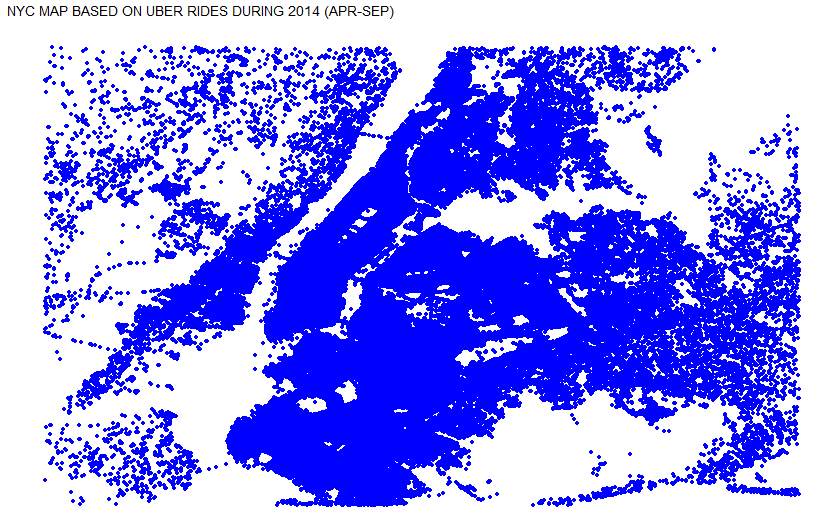 NYC MAP BASED ON UBER RIDES DURING 2014 (APR-SEP)